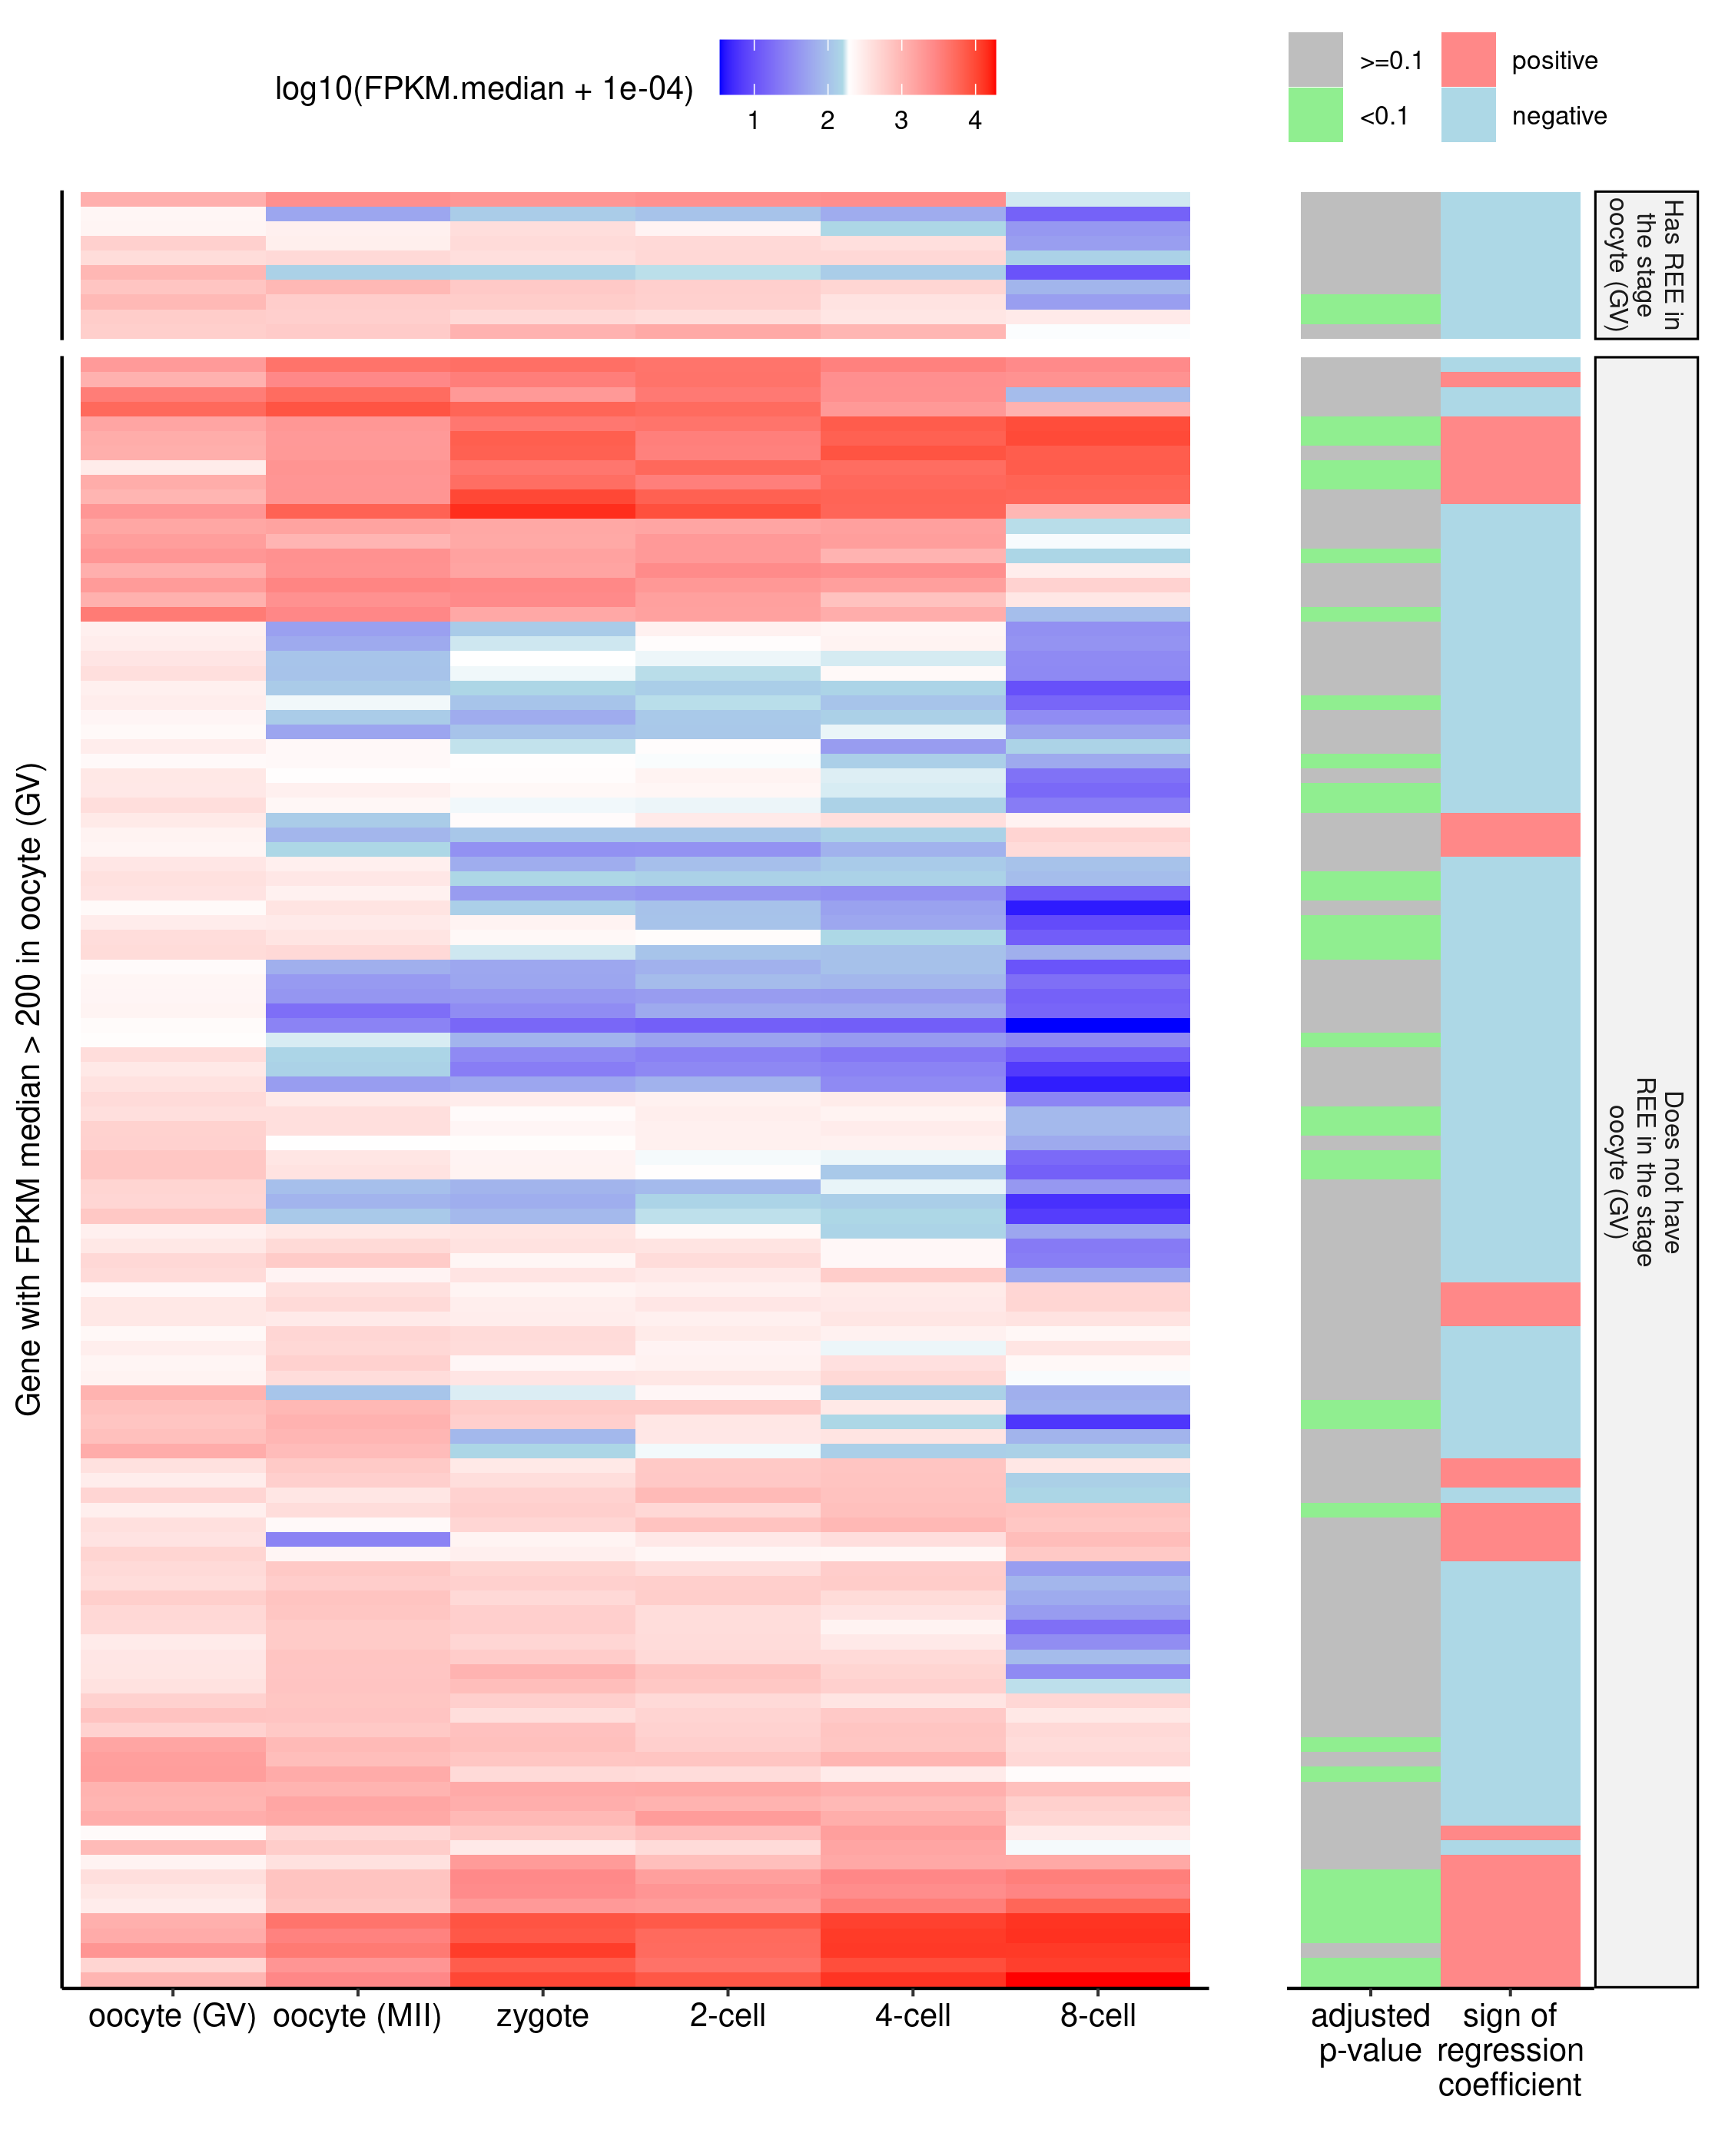 log10(FPKM.median + 1e-04)
1
2
3
4
>=0.1
<0.1
positive
negative
Has REE in
the stage
oocyte (GV)
Gene with FPKM median > 200 in oocyte (GV)
Does not have
REE in the stage
oocyte (GV)
oocyte (GV)
oocyte (MII)
zygote
2-cell
4-cell
8-cell
adjusted
p-value
sign of
regression
coefficient